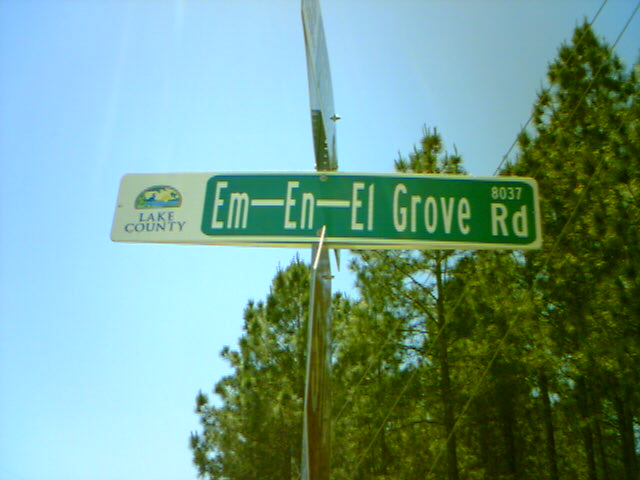 LAKE
COUNTY
Em-En-El Grove Rd
8037